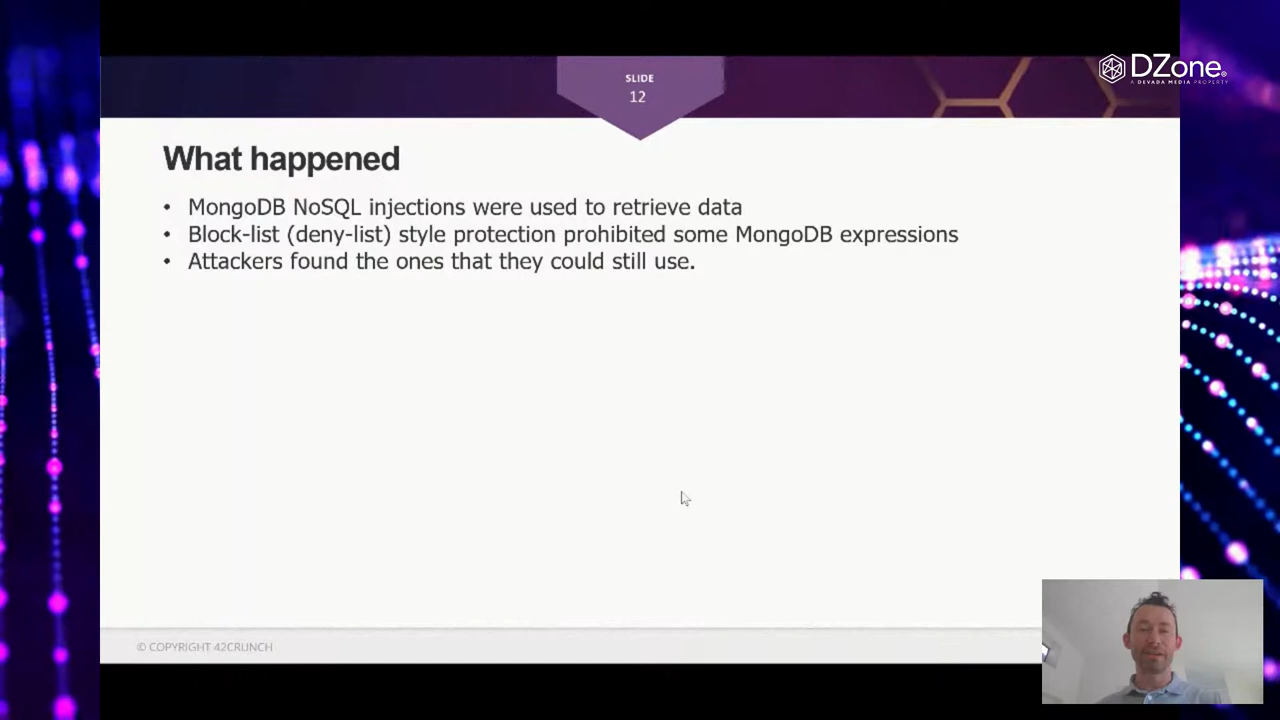 SLIDE
12
DZone.
A DEVADA MEDIA PROPERTY
What happened
• MongoDB NoSQL injections were used to retrieve data
• Block-list (deny-list) style protection prohibited some MongoDB expressions
• Attackers found the ones that they could still use.
© COPYRIGHT 42CRUNCH